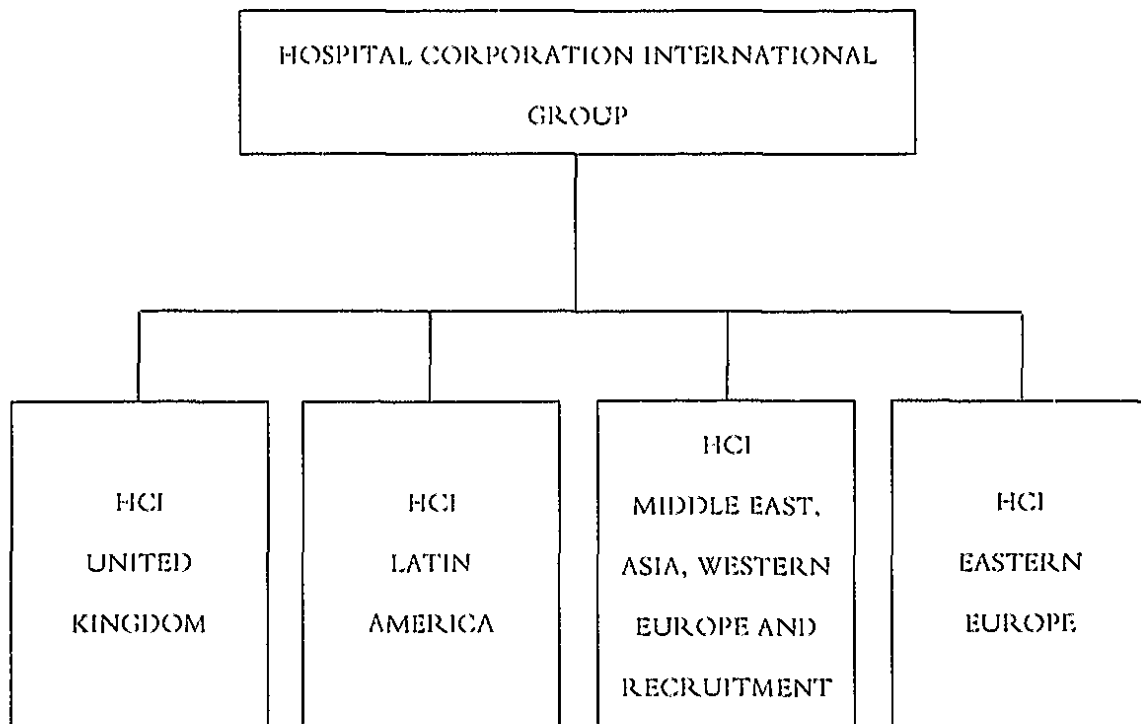 HOSPITAL CORPORATION INTERNATIONAL
GROUP
HCI
UNITED
KINGDOM
HCI
LATIN
AMERICA
HCI
MIDDLE EAST,
ASIA, WESTERN
EUROPE AND
RECRUITMENT
HCI
EASTERN
EUROPE